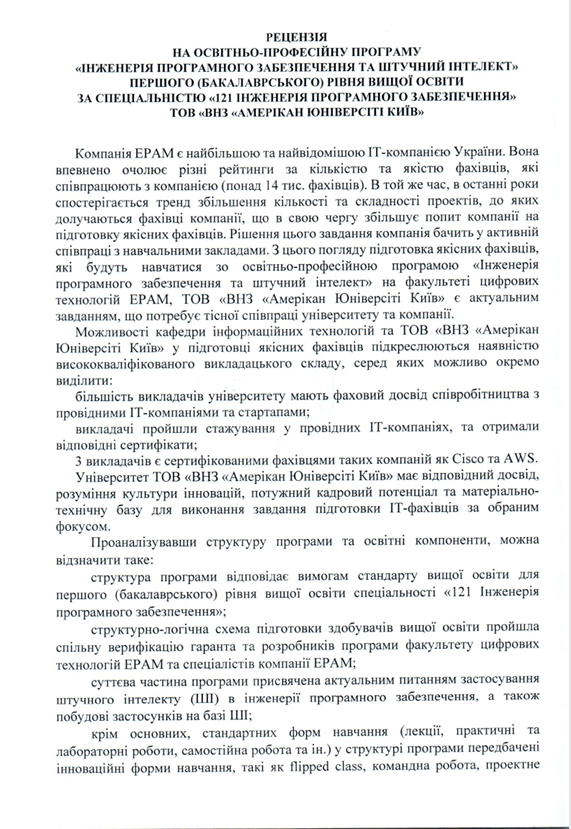 РЕЦЕНЗІЯ
НА ОСВІТНЬО-ПРОФЕСІЙНУ ПРОГРАМУ
«ІНЖЕНЕРІЯ ПРОГРАМНОГО ЗАБЕЗПЕЧЕННЯ ТА ШТУЧНИЙ ІНТЕЛЕКТ»
ПЕРШОГО (БАКАЛАВРСЬКОГО) РІВНЯ ВИЩОЇ ОСВІТИ
ЗА СПЕЦІАЛЬНІСТЮ «121 ІНЖЕНЕРІЯ ПРОГРАМНОГО ЗАБЕЗПЕЧЕННЯ»
ТОВ «ВНЗ «АМЕРІКАН ЮНІВЕРСІТІ КИЇВ»
Компанія EPAM є найбільшою та найвідомішою ІТ-компанією України. Вона
впевнено очолює різні рейтинги за кількістю та якістю фахівців, які
співпрацюють з компанією (понад 14 тис. фахівців). В той же час, в останні роки
спостерігається тренд збільшення кількості та складності проектів, до яких
долучаються фахівці компанії, що в свою чергу збільшує попит компанії на
підготовку якісних фахівців. Рішення цього завдання компанія бачить у активній
співпраці з навчальними закладами. З цього погляду підготовка якісних фахівців,
які будуть навчатися зо освітньо-професійною програмою «Інженерія
програмного забезпечення та штучний інтелект» на факультеті цифрових
технологій EPAM, ТОВ «ВНЗ «Амерікан Юніверсіті Київ» є актуальним
завданням, що потребує тісної співпраці університету та компанії.
Можливості кафедри інформаційних технологій та ТОВ «ВНЗ «Амерікан
Юніверсіті Київ» у підготовці якісних фахівців підкреслюються наявністю
висококваліфікованого викладацького складу, серед яких можливо окремо
виділити:
більшість викладачів університету мають фаховий досвід співробітництва з
провідними ІТ-компаніями та стартапами;
викладачі пройшли стажування у провідних ІТ-компаніях, та отримали
відповідні сертифікати;
3 викладачів є сертифікованими фахівцями таких компаній як Cisco та AWS.
Університет ТОВ «ВНЗ «Амерікан Юніверсіті Київ» має відповідний досвід,
розуміння культури інновацій, потужний кадровий потенціал та матеріально-
технічну базу для виконання завдання підготовки ІТ-фахівців за обраним
фокусом.
Проаналізувавши структуру програми та освітні компоненти, можна
відзначити таке:
структура програми відповідає вимогам стандарту вищої освіти для
першого (бакалаврського) рівня вищої освіти спеціальності «121 Інженерія
програмного забезпечення»;
структурно-логічна схема підготовки здобувачів вищої освіти пройшла
спільну верифікацію гаранта та розробників програми факультету цифрових
технологій EPAM та спеціалістів компанії EPAM;
суттєва частина програми присвячена актуальним питанням застосування
штучного інтелекту (ШІ) в інженерії програмного забезпечення, а також
побудові застосунків на базі ШІ;
крім основних, стандартних форм навчання (лекції, практичні та
лабораторні роботи, самостійна робота та ін.) у структурі програми передбачені
інноваційні форми навчання, такі як flipped class, командна робота, проектне